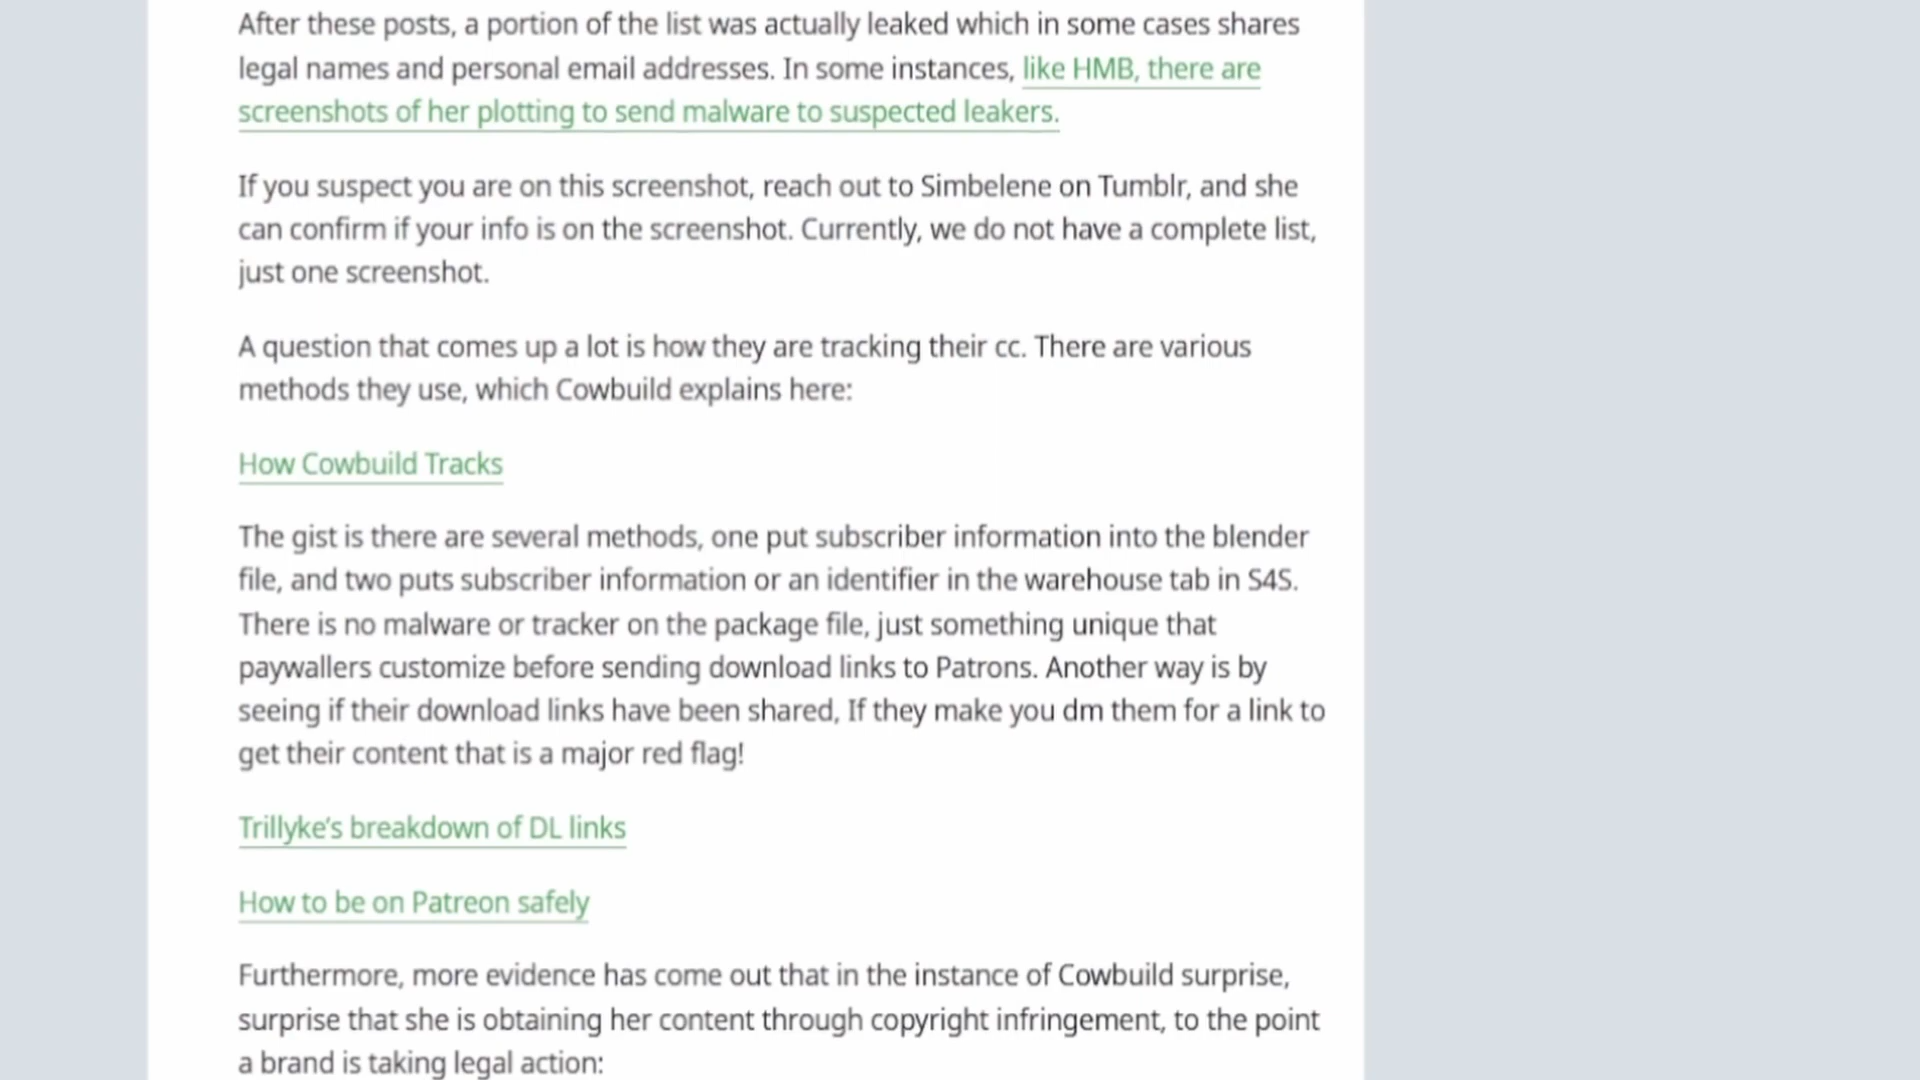 After these posts, a portion of the list was actually leaked which in some cases shares
legal names and personal email addresses. In some instances, like HMB, there are
screenshots of her plotting to send malware to suspected leakers.
If you suspect you are on this screenshot, reach out to Simbelene on Tumblr, and she
can confirm if your info is on the screenshot. Currently, we do not have a complete list,
just one screenshot.
A question that comes up a lot is how they are tracking their cc. There are various
methods they use, which Cowbuild explains here:
How Cowbuild Tracks
The gist is there are several methods, one put subscriber information into the blender
file, and two puts subscriber information or an identifier in the warehouse tab in S4S.
There is no malware or tracker on the package file, just something unique that
paywallers customize before sending download links to Patrons. Another way is by
seeing if their download links have been shared, If they make you dm them for a link to
get their content that is a major red flag!
Trillyke’s breakdown of DL links
How to be on Patreon safely
Furthermore, more evidence has come out that in the instance of Cowbuild surprise,
surprise that she is obtaining her content through copyright infringement, to the point
a brand is taking legal action: